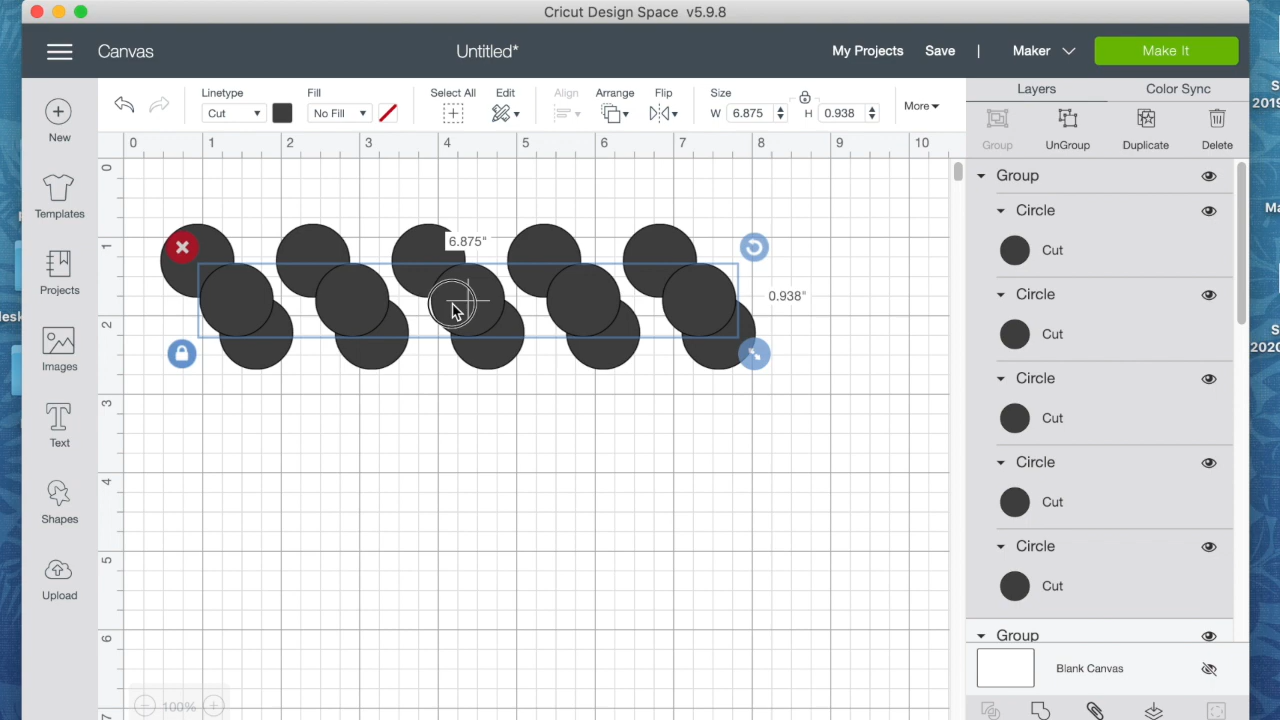 Cricut Design Space v5.9.8
Canvas
Untitled*
My Projects Save | Maker Make It
Linetype Fill Select All Edit Align Arrange Flip Size
Cut No Fill W 6.875 H 0.938 More
Layers Color Sync
Group UnGroup Duplicate Delete
New
Templates
Projects
Images
Text
Shapes
Upload
0 1 2 3 4 5 6 7 8 9 10
0
1
2
3
4
5
6
7
6.875"
0.938"
100%
Group
Circle
Cut
Circle
Cut
Circle
Cut
Circle
Cut
Circle
Cut
Group
Blank Canvas
2019
2020